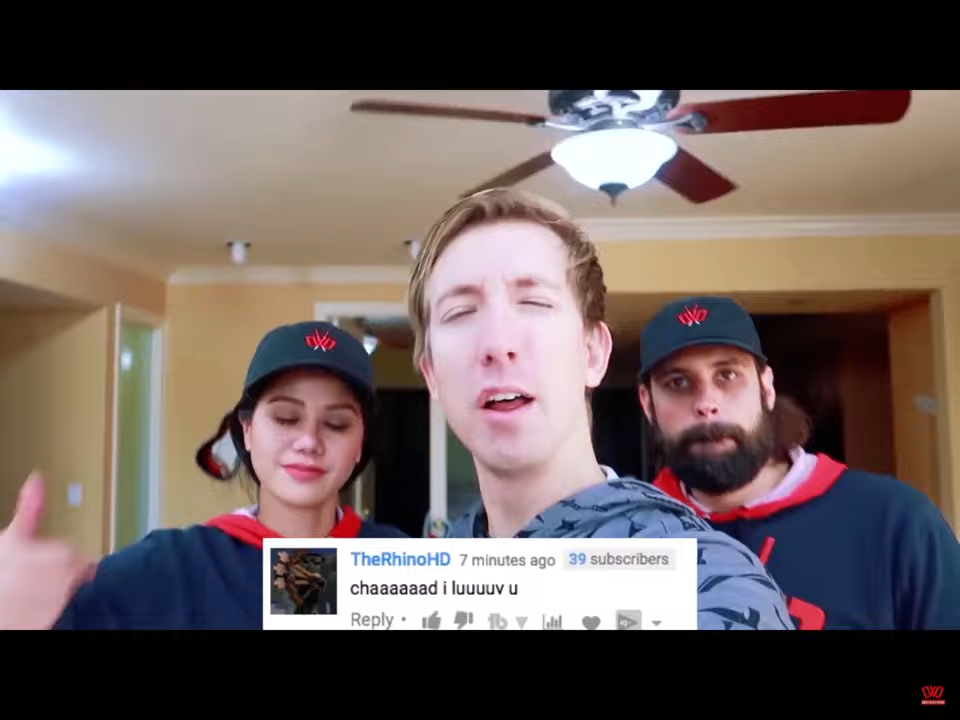 TheRhinoHD 7 minutes ago 39 subscribers
chaaaaaad i luuuuv u
Reply •